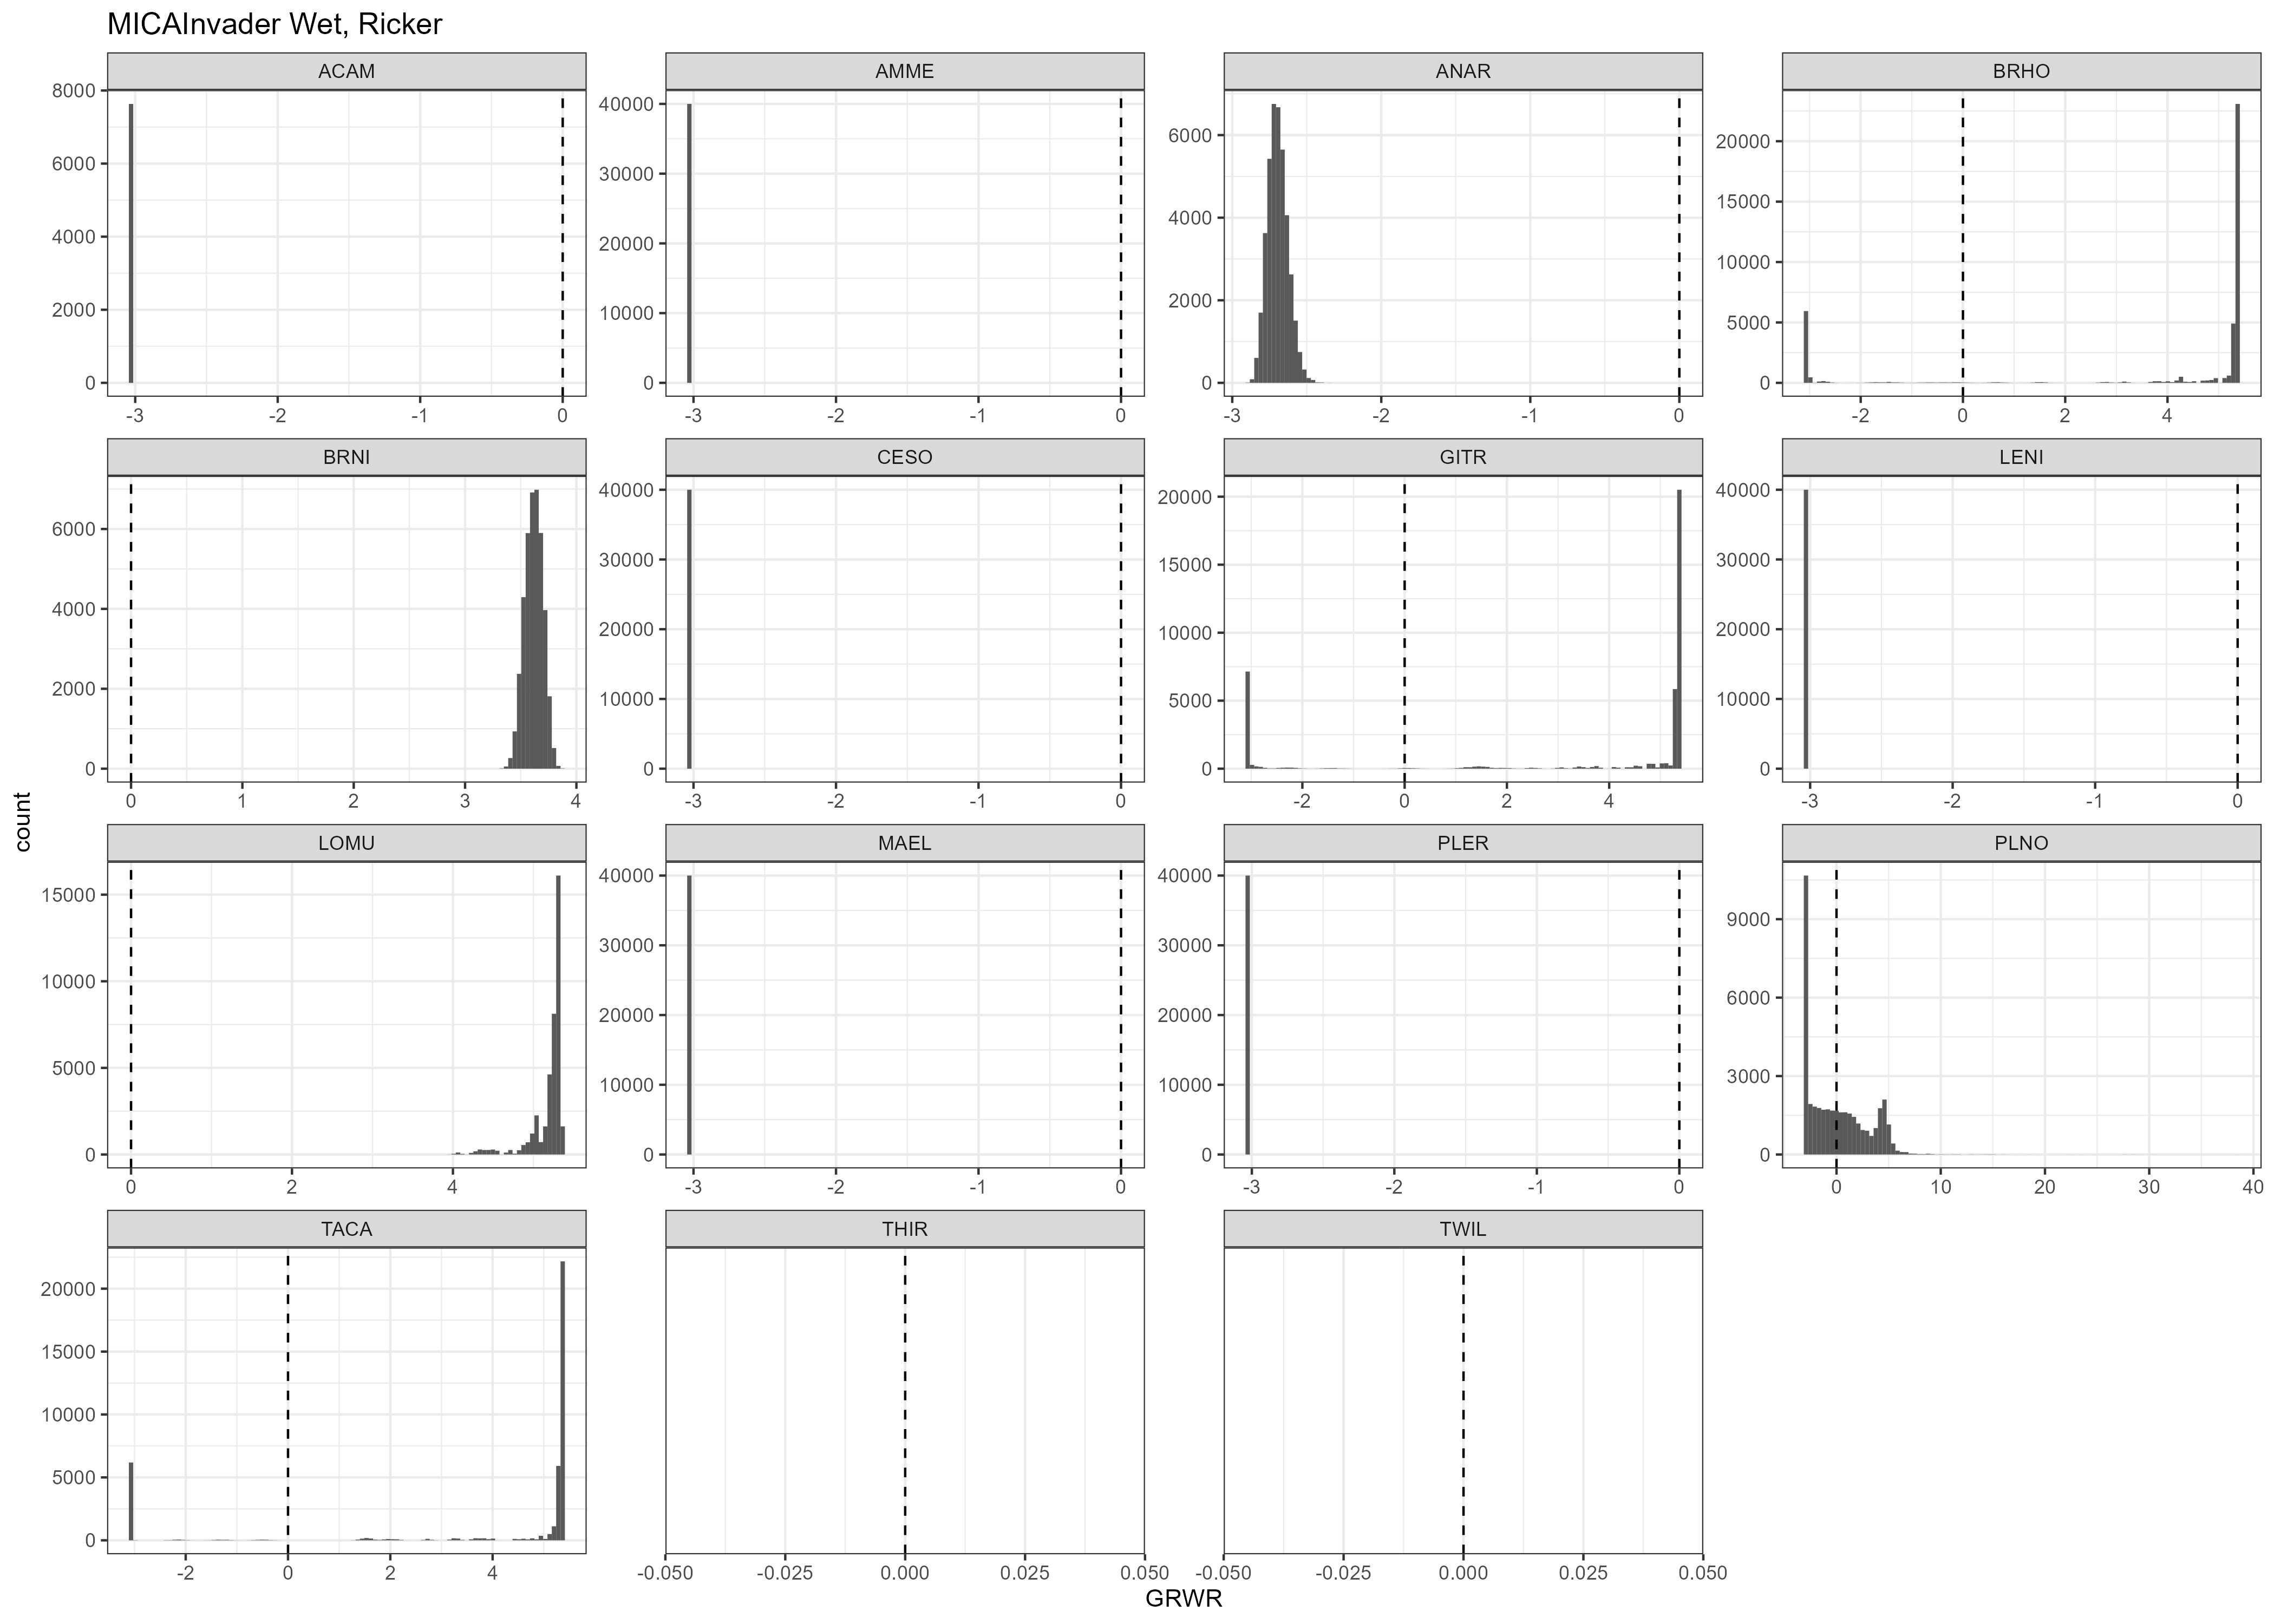 MICAInvader Wet, Ricker
ACAM AMME ANAR BRHO
8000 6000 4000 2000 0
40000 30000 20000 10000 0
6000 4000 2000 0
20000 15000 10000 5000 0
-3 -2 -1 0
-3 -2 -1 0
-3 -2 -1 0
-2 0 2 4
BRNI CESO GITR LENI
6000 4000 2000 0
40000 30000 20000 10000 0
20000 15000 10000 5000 0
40000 30000 20000 10000 0
0 1 2 3 4
-3 -2 -1 0
-2 0 2 4
-3 -2 -1 0
count
LOMU MAEL PLER PLNO
15000 10000 5000 0
40000 30000 20000 10000 0
40000 30000 20000 10000 0
9000 6000 3000 0
0 2 4
-3 -2 -1 0
-3 -2 -1 0
0 10 20 30 40
TACA THIR TWIL
20000 15000 10000 5000 0
-2 0 2 4
-0.050 -0.025 0.000 0.025 0.050
-0.050 -0.025 0.000 0.025 0.050
GRWR